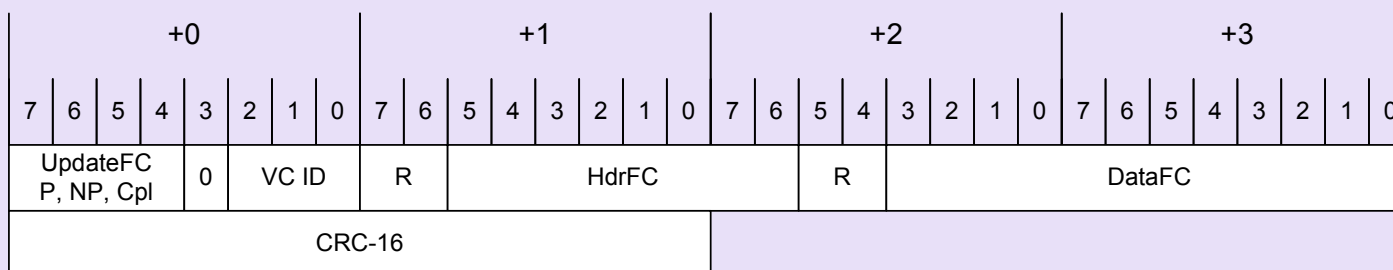 +0 +1 +2 +3
7 6 5 4 3 2 1 0 7 6 5 4 3 2 1 0 7 6 5 4 3 2 1 0 7 6 5 4 3 2 1 0
UpdateFC
P, NP, Cpl 0 VC ID R HdrFC R DataFC
CRC-16